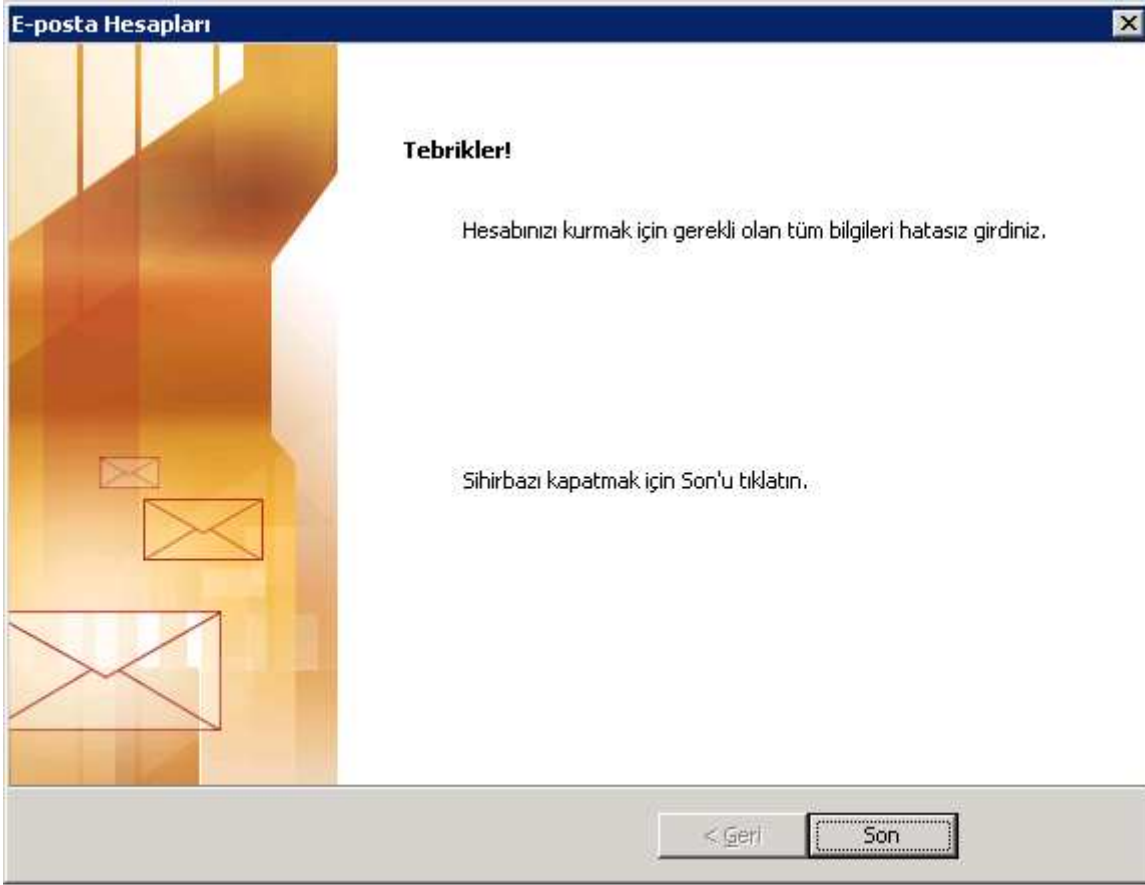 E-posta Hesapları
Tebrikler!
Hesabınızı kurmak için gerekli olan tüm bilgileri hatasız girdiniz.
Sihirbazı kapatmak için Son'u tıklatın.
< Geri
Son